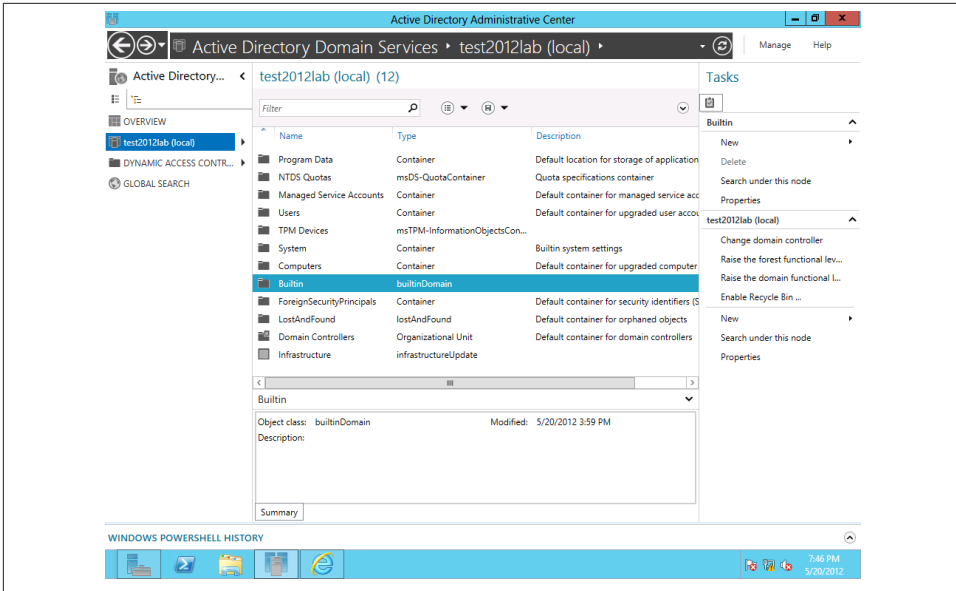 Active Directory Administrative Center
Active Directory Domain Services ‣ test2012lab (local) ‣
Manage Help
Active Directory...
OVERVIEW
test2012lab (local)
DYNAMIC ACCESS CONTR...
GLOBAL SEARCH
test2012lab (local) (12)
Filter
Name Type Description
Program Data Container Default location for storage of application
NTDS Quotas msDS-QuotaContainer Quota specifications container
Managed Service Accounts Container Default container for managed service acc
Users Container Default container for upgraded user accou
TPM Devices msTPM-InformationObjectsCon...
System Container Builtin system settings
Computers Container Default container for upgraded computer
Builtin builtinDomain
ForeignSecurityPrincipals Container Default container for security identifiers (S
LostAndFound lostAndFound Default container for orphaned objects
Domain Controllers Organizational Unit Default container for domain controllers
Infrastructure infrastructureUpdate
Builtin
Object class: builtinDomain Modified: 5/20/2012 3:59 PM
Description:
Summary
Tasks
Builtin
New
Delete
Search under this node
Properties
test2012lab (local)
Change domain controller
Raise the forest functional lev...
Raise the domain functional l...
Enable Recycle Bin ...
New
Search under this node
Properties
WINDOWS POWERSHELL HISTORY
7:46 PM
5/20/2012